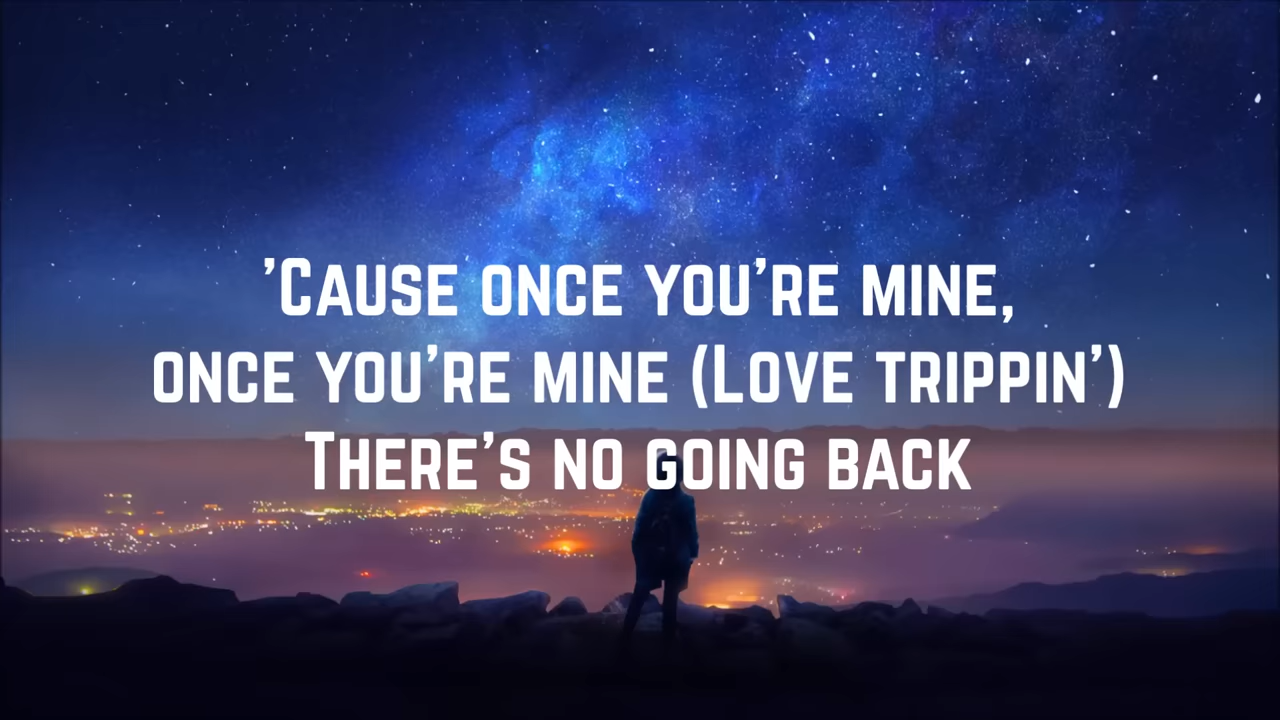 ’Cause once you’re mine,
once you’re mine (Love trippin’)
There’s no going back